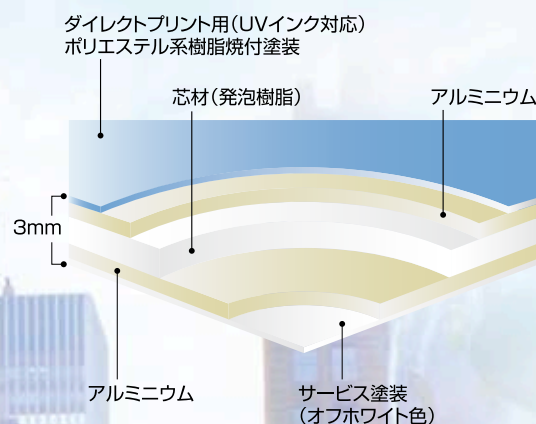 ダイレクトプリント用（UVインク対応）
ポリエステル系樹脂焼付塗装
芯材（発泡樹脂）
アルミニウム
3mm
アルミニウム
サービス塗装
（オフホワイト色）